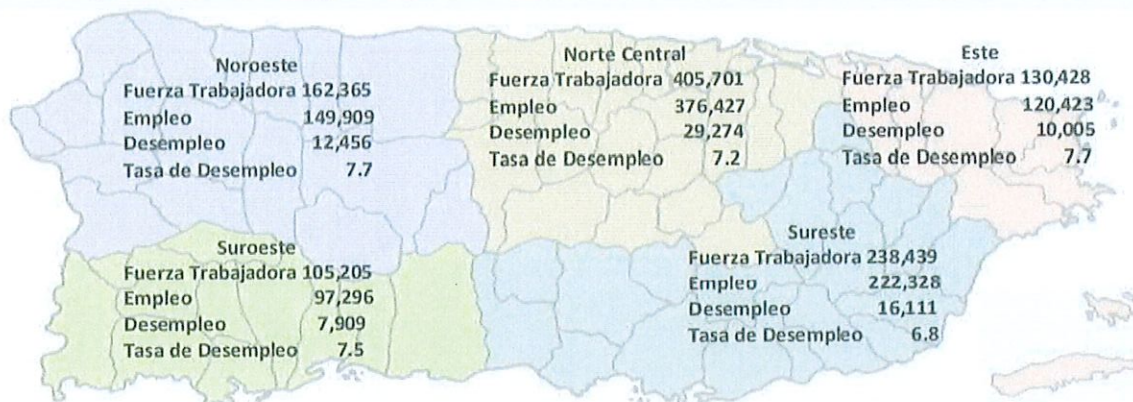 Noroeste
Fuerza Trabajadora 162,365
Empleo 149,909
Desempleo 12,456
Tasa de Desempleo 7.7
Norte Central
Fuerza Trabajadora 405,701
Empleo 376,427
Desempleo 29,274
Tasa de Desempleo 7.2
Este
Fuerza Trabajadora 130,428
Empleo 120,423
Desempleo 10,005
Tasa de Desempleo 7.7
Suroeste
Fuerza Trabajadora 105,205
Empleo 97,296
Desempleo 7,909
Tasa de Desempleo 7.5
Sureste
Fuerza Trabajadora 238,439
Empleo 222,328
Desempleo 16,111
Tasa de Desempleo 6.8